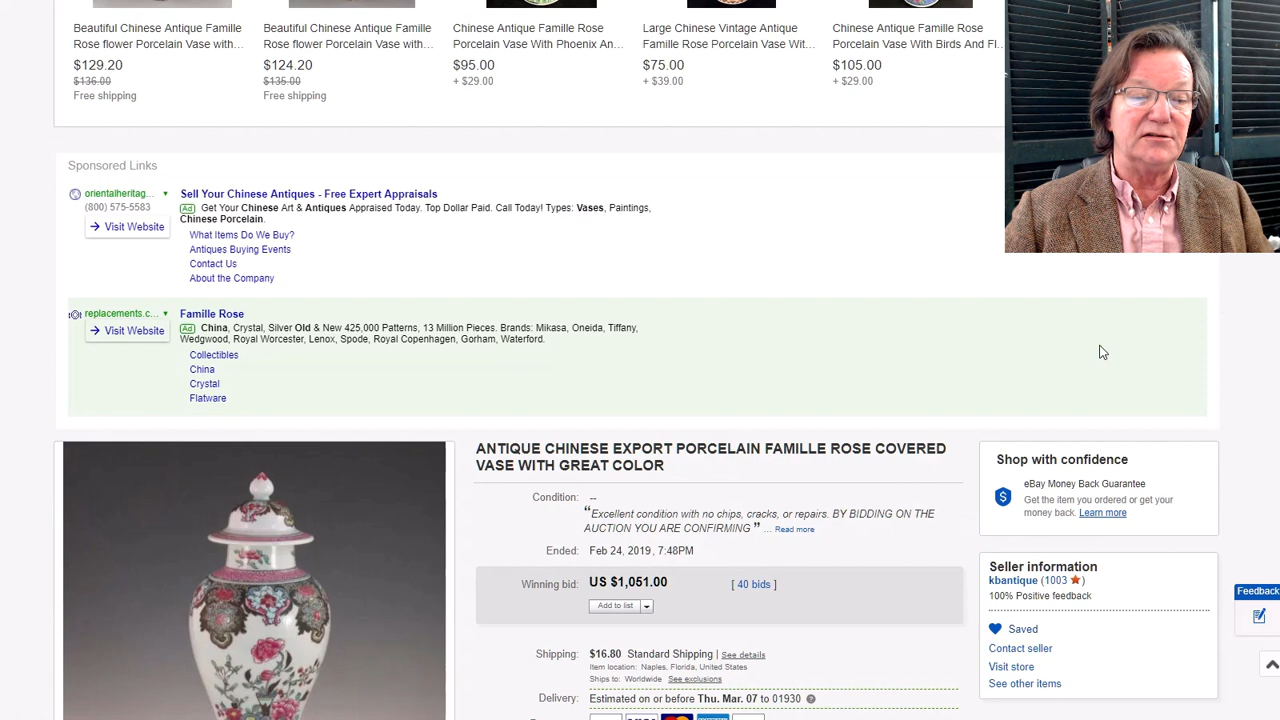 Beautiful Chinese Antique Famille
Rose flower Porcelain Vase with...
$129.20
$136.00
Free shipping
Beautiful Chinese Antique Famille
Rose flower Porcelain Vase with...
$124.20
$135.00
Free shipping
Chinese Antique Famille Rose
Porcelain Vase With Phoenix An...
$95.00
+ $29.00
Large Chinese Vintage Antique
Famille Rose Porcelain Vase Wit...
$75.00
+ $39.00
Chinese Antique Famille Rose
Porcelain Vase With Birds And Fl...
$105.00
+ $29.00
Sponsored Links
orientalheritag...
(800) 575-5583
Visit Website
Sell Your Chinese Antiques - Free Expert Appraisals
Ad Get Your Chinese Art & Antiques Appraised Today. Top Dollar Paid. Call Today! Types: Vases, Paintings,
Chinese Porcelain.
What Items Do We Buy?
Antiques Buying Events
Contact Us
About the Company
replacements.c...
Visit Website
Famille Rose
Ad China, Crystal, Silver Old & New 425,000 Patterns, 13 Million Pieces. Brands: Mikasa, Oneida, Tiffany,
Wedgwood, Royal Worcester, Lenox, Spode, Royal Copenhagen, Gorham, Waterford.
Collectibles
China
Crystal
Flatware
ANTIQUE CHINESE EXPORT PORCELAIN FAMILLE ROSE COVERED
VASE WITH GREAT COLOR
Condition: --
"Excellent condition with no chips, cracks, or repairs. BY BIDDING ON THE
AUCTION YOU ARE CONFIRMING " ... Read more
Ended: Feb 24, 2019 , 7:48PM
Winning bid: US $1,051.00 [ 40 bids ]
Add to list
Shipping: $16.80 Standard Shipping | See details
Item location: Naples, Florida, United States
Ships to: Worldwide See exclusions
Delivery: Estimated on or before Thu. Mar. 07 to 01930
Shop with confidence
eBay Money Back Guarantee
Get the item you ordered or get your
money back. Learn more
Seller information
kbantique (1003)
100% Positive feedback
Saved
Contact seller
Visit store
See other items
Feedback